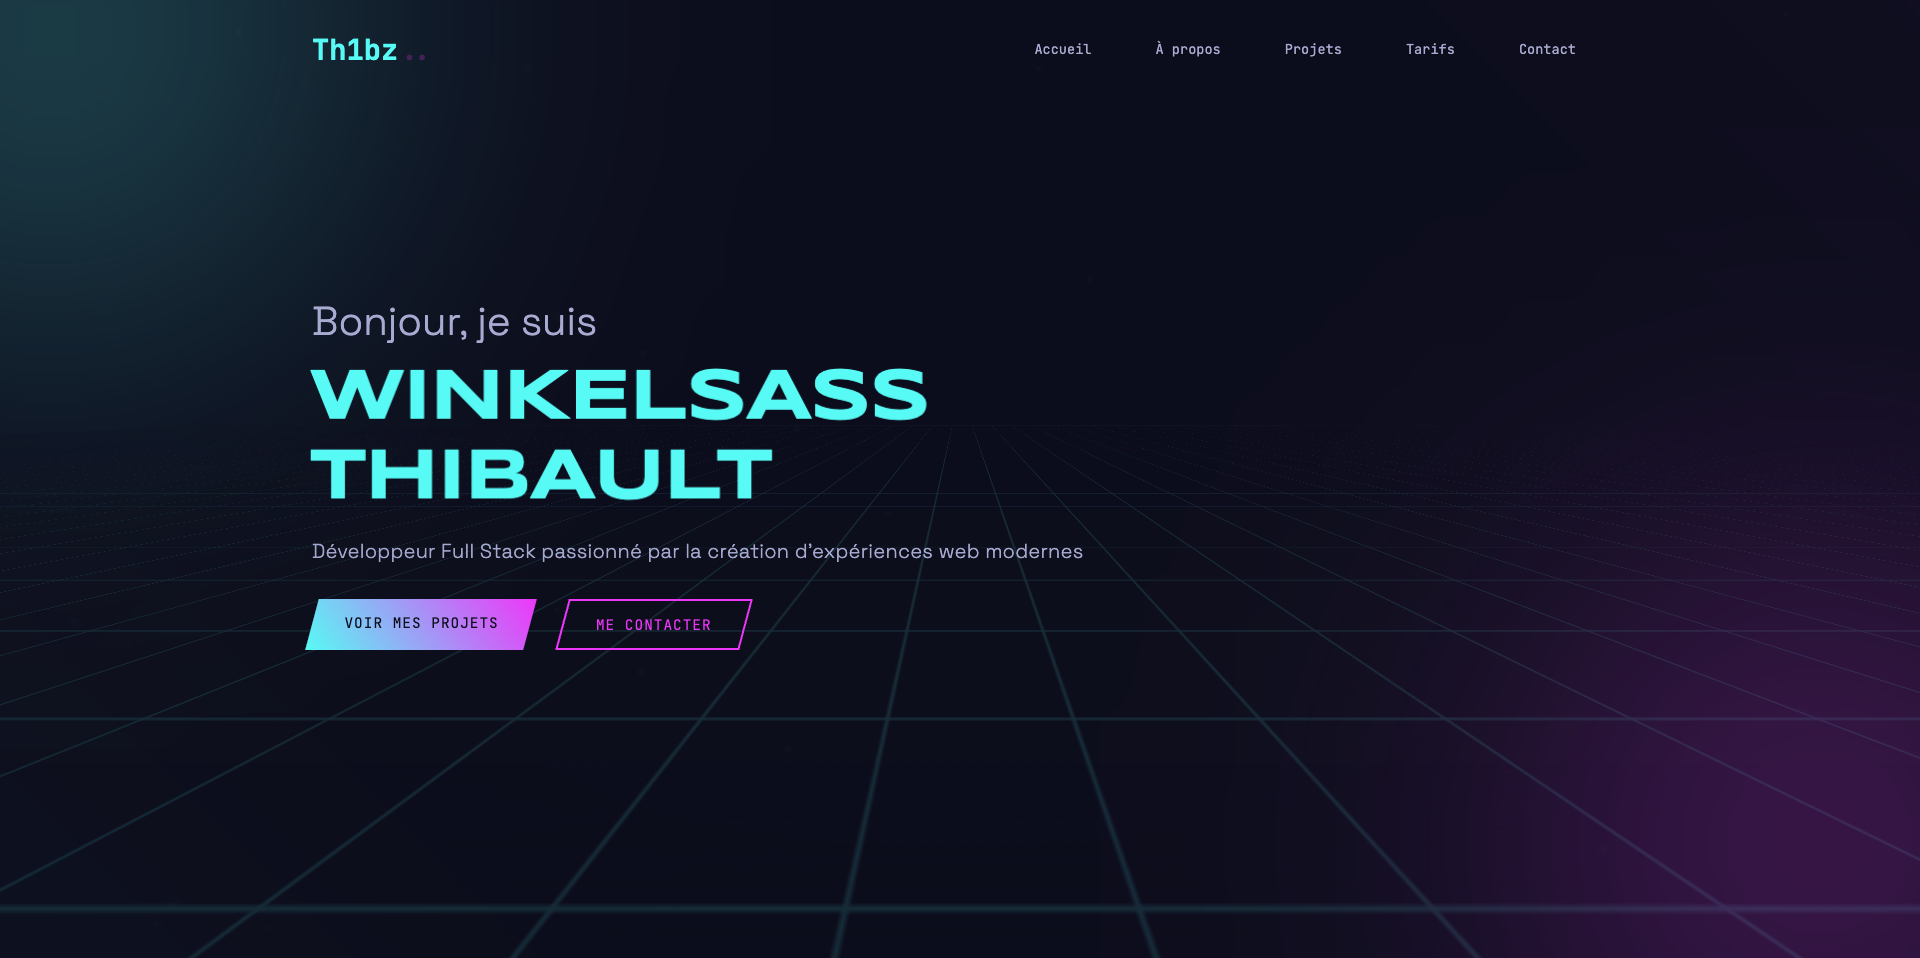 Th1bz ..
Accueil À propos Projets Tarifs Contact
Bonjour, je suis
WINKELSASS
THIBAULT
Développeur Full Stack passionné par la création d'expériences web modernes
VOIR MES PROJETS ME CONTACTER